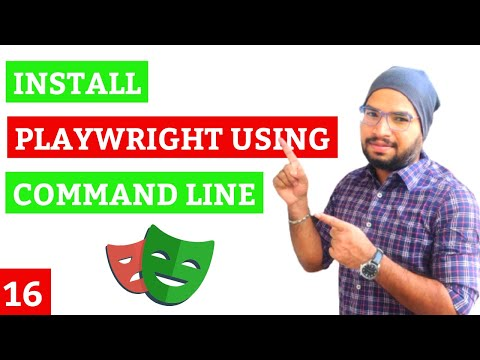 INSTALL
PLAYWRIGHT USING
COMMAND LINE
16